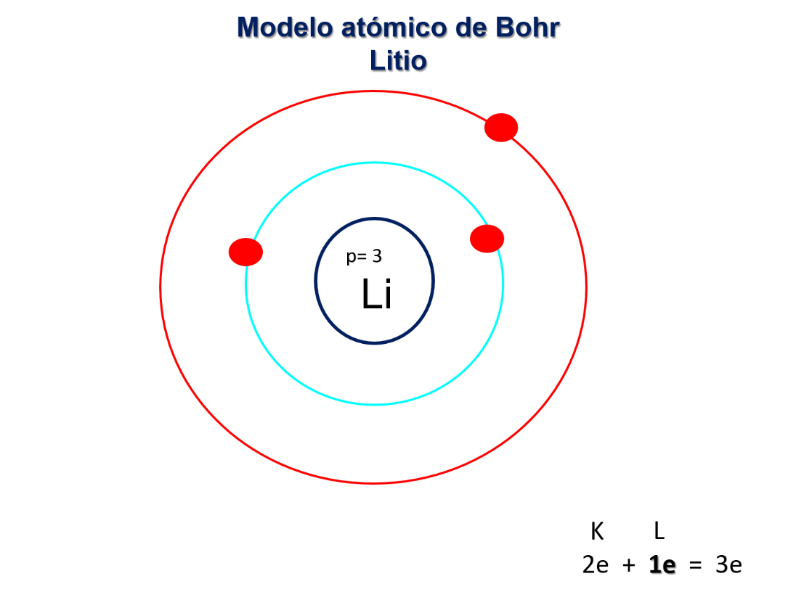 Modelo atómico de Bohr
Litio
p= 3
Li
K L
2e + 1e = 3e